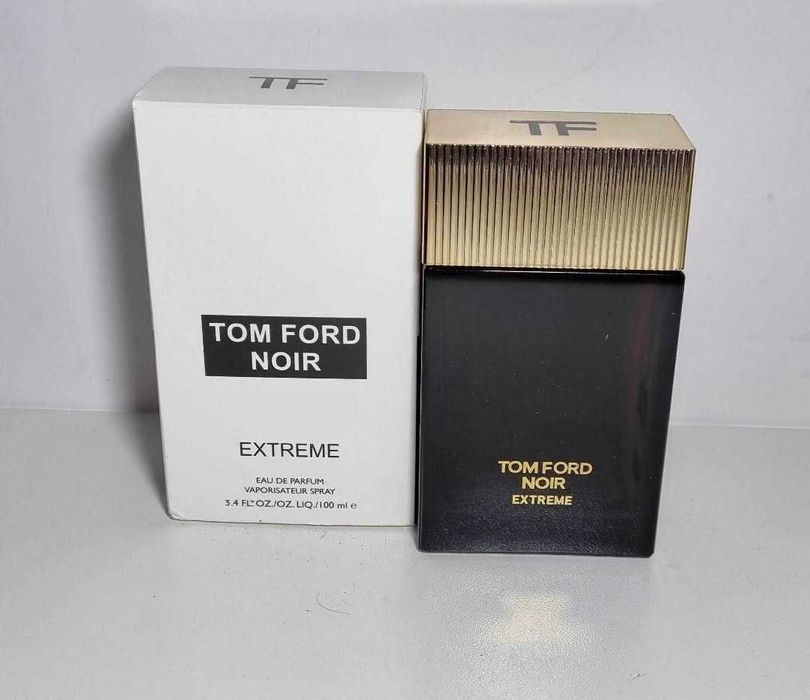 TF
TOM FORD
NOIR
EXTREME
EAU DE PARFUM
VAPORISATEUR SPRAY
3.4 FL. OZ./OZ. LIQ./100 ml e
TF
TOM FORD
NOIR
EXTREME